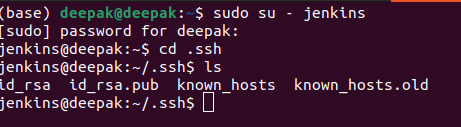 (base) deepak@deepak:~$ sudo su - jenkins
[sudo] password for deepak:
jenkins@deepak:~$ cd .ssh
jenkins@deepak:~/.ssh$ ls
id_rsa  id_rsa.pub  known_hosts  known_hosts.old
jenkins@deepak:~/.ssh$